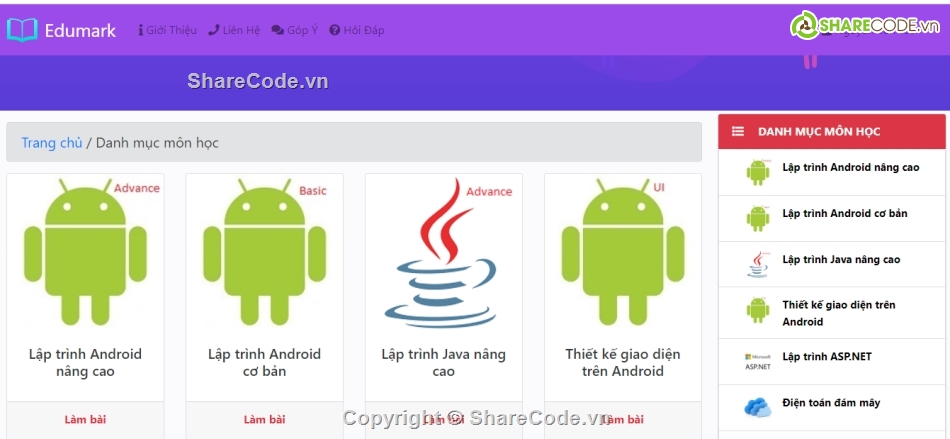 Edumark
Giới Thiệu
Liên Hệ
Góp Ý
Hỏi Đáp
SHARECODE.vn
ShareCode.vn
Trang chủ / Danh mục môn học
Advance
Lập trình Android
nâng cao
Làm bài
Basic
Lập trình Android
cơ bản
Làm bài
Advance
Lập trình Java nâng
cao
Làm bài
UI
Thiết kế giao diện
trên Android
Làm bài
DANH MỤC MÔN HỌC
Lập trình Android nâng cao
Lập trình Android cơ bản
Lập trình Java nâng cao
Thiết kế giao diện trên
Android
Microsoft
ASP.NET
Lập trình ASP.NET
Điện toán đám mây
Copyright © ShareCode.vn